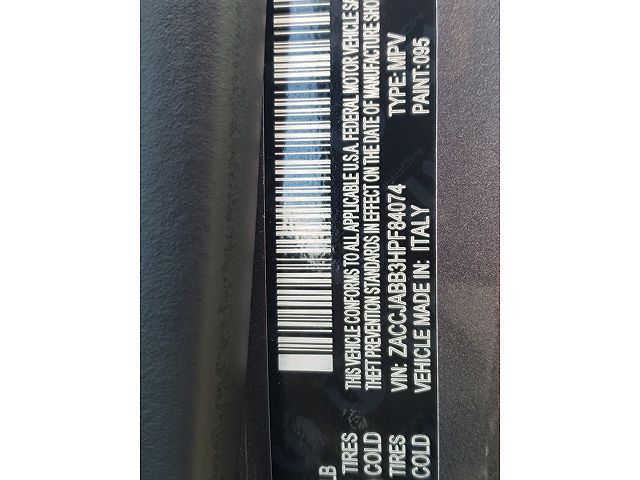 LB
TIRES
COLD
TIRES
COLD
THIS VEHICLE CONFORMS TO ALL APPLICABLE U.S.A. FEDERAL MOTOR VEHICLE
THEFT PREVENTION STANDARDS IN EFFECT ON THE DATE OF MANUFACTURE
VIN: ZACCJABB3HPF84074 TYPE: MPV
VEHICLE MADE IN: ITALY PAINT: 095